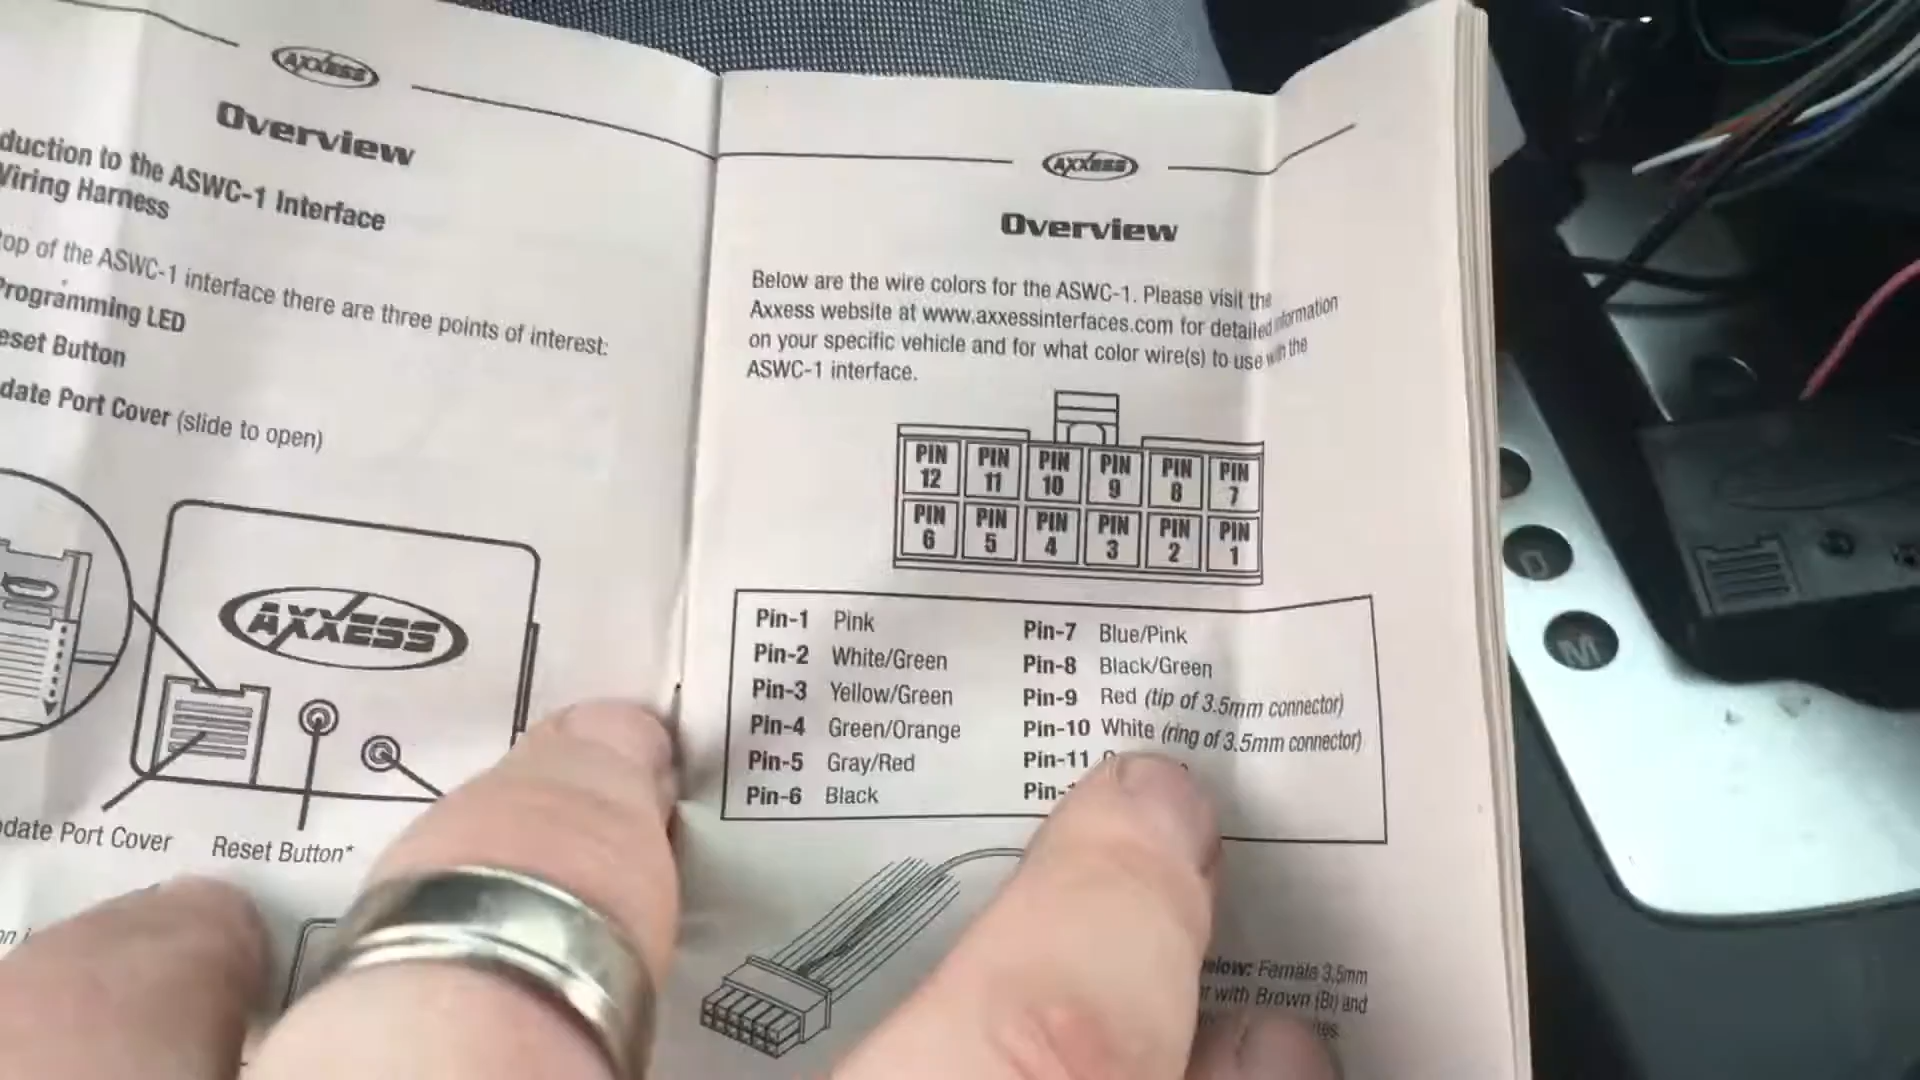 AXXESS
Overview
duction to the ASWC-1 Interface
Wiring Harness
top of the ASWC-1 interface there are three points of interest:
Programming LED
eset Button
date Port Cover (slide to open)
AXXESS
pdate Port Cover
Reset Button*
AXXESS
Overview
Below are the wire colors for the ASWC-1. Please visit the
Axxess website at www.axxessinterfaces.com for detailed information
on your specific vehicle and for what color wire(s) to use with the
ASWC-1 interface.
PIN 12 PIN 11 PIN 10 PIN 9 PIN 8 PIN 7
PIN 6 PIN 5 PIN 4 PIN 3 PIN 2 PIN 1
Pin-1 Pink
Pin-2 White/Green
Pin-3 Yellow/Green
Pin-4 Green/Orange
Pin-5 Gray/Red
Pin-6 Black
Pin-7 Blue/Pink
Pin-8 Black/Green
Pin-9 Red (tip of 3.5mm connector)
Pin-10 White (ring of 3.5mm connector)
Pin-11
Pin-
elow: Female 3.5mm
r with Brown (Br) and
D
M